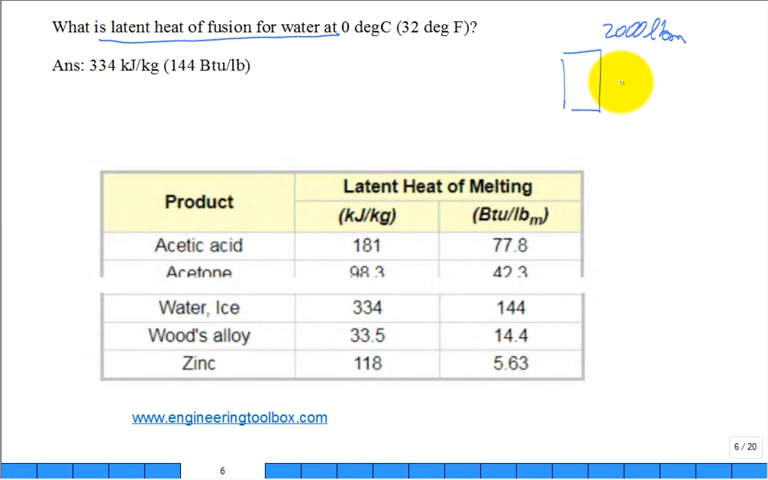 What is latent heat of fusion for water at 0 degC (32 deg F)?
2000 lbm
Ans: 334 kJ/kg (144 Btu/lb)
Product Latent Heat of Melting
(kJ/kg) (Btu/lbm)
Acetic acid 181 77.8
Acetone 98.3 42.3
Water, Ice 334 144
Wood's alloy 33.5 14.4
Zinc 118 5.63
www.engineeringtoolbox.com
6 / 20
6